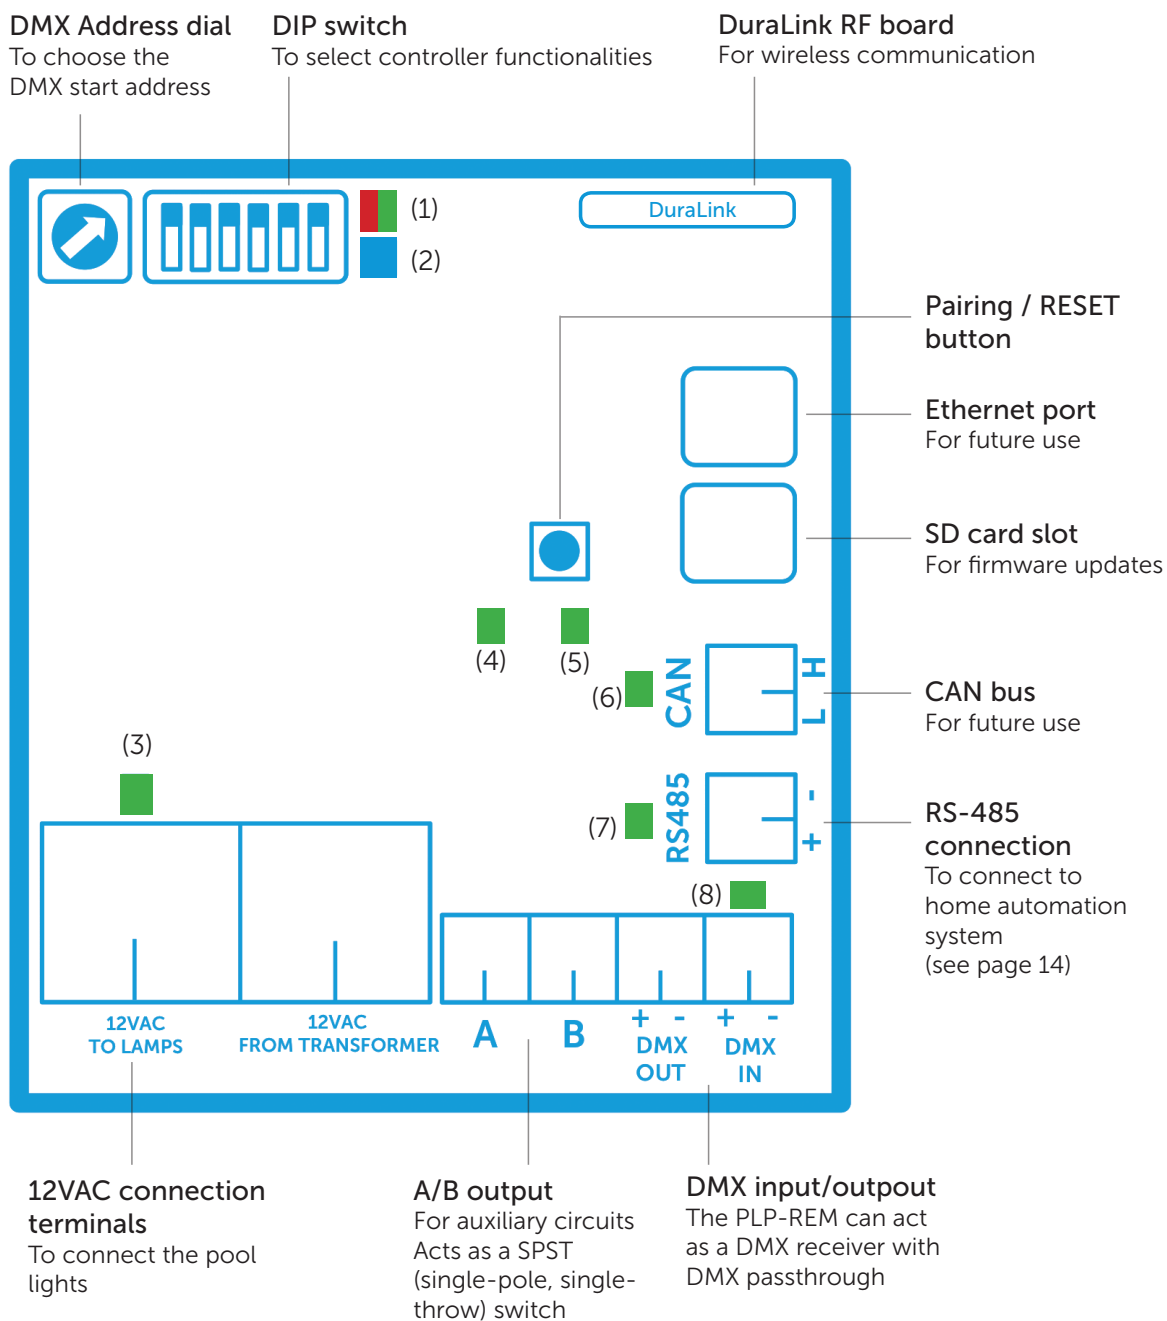 DMX Address dial
To choose the
DMX start address
DIP switch
To select controller functionalities
DuraLink RF board
For wireless communication
(1)
(2)
DuraLink
Pairing / RESET
button
Ethernet port
For future use
SD card slot
For firmware updates
(4)
(5)
(6)
CAN
H
L
CAN bus
For future use
(3)
(7)
RS485
-
+
RS-485
connection
To connect to
home automation
system
(see page 14)
(8)
12VAC
TO LAMPS
12VAC
FROM TRANSFORMER
A
B
+ -
DMX
OUT
+ -
DMX
IN
12VAC connection
terminals
To connect the pool
lights
A/B output
For auxiliary circuits
Acts as a SPST
(single-pole, single-
throw) switch
DMX input/outpout
The PLP-REM can act
as a DMX receiver with
DMX passthrough